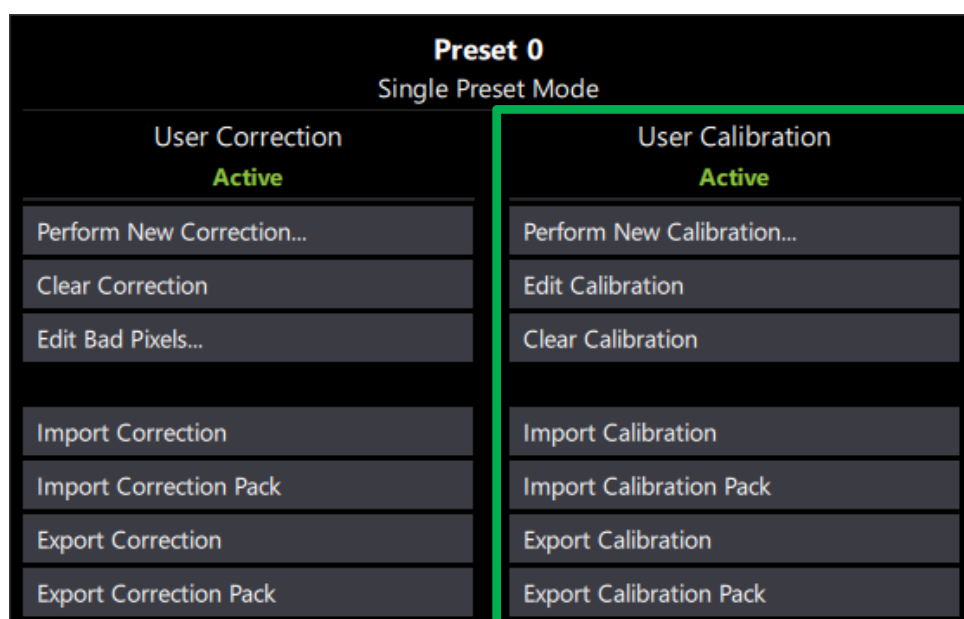 Preset 0
Single Preset Mode
User Correction
Active
Perform New Correction...
Clear Correction
Edit Bad Pixels...
Import Correction
Import Correction Pack
Export Correction
Export Correction Pack
User Calibration
Active
Perform New Calibration...
Edit Calibration
Clear Calibration
Import Calibration
Import Calibration Pack
Export Calibration
Export Calibration Pack